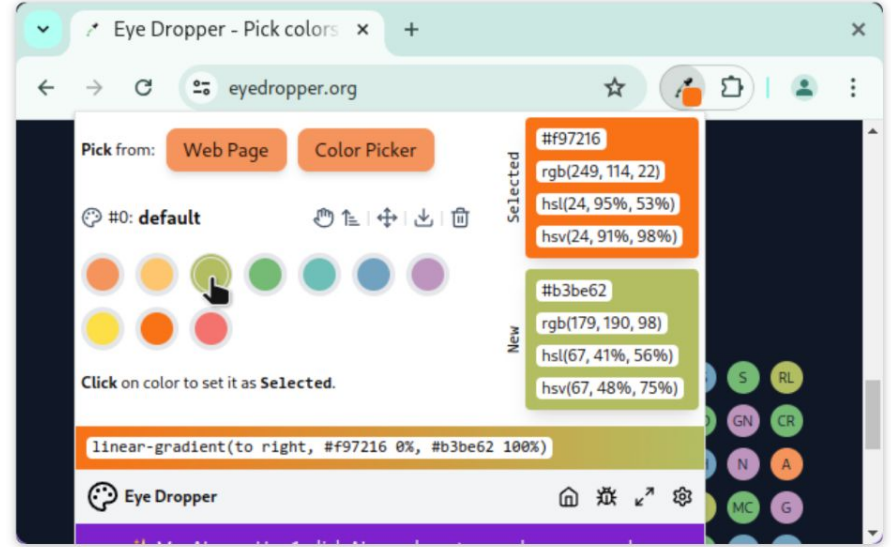 Eye Dropper - Pick colors
eyedropper.org
Pick from: Web Page Color Picker
#0: default
Click on color to set it as Selected.
Selected
#f97216
rgb(249, 114, 22)
hsl(24, 95%, 53%)
hsv(24, 91%, 98%)
New
#b3be62
rgb(179, 190, 98)
hsl(67, 41%, 56%)
hsv(67, 48%, 75%)
linear-gradient(to right, #f97216 0%, #b3be62 100%)
Eye Dropper
S RL
GN CR
N A
MC G